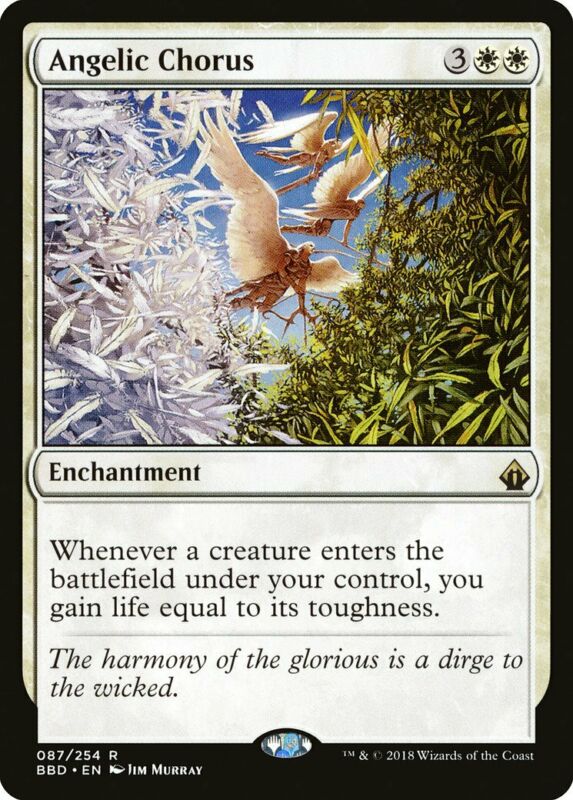 Angelic Chorus 3
Enchantment
Whenever a creature enters the
battlefield under your control, you
gain life equal to its toughness.
The harmony of the glorious is a dirge to
the wicked.
087/254 R
BBD • EN Jim Murray
™ & © 2018 Wizards of the Coast